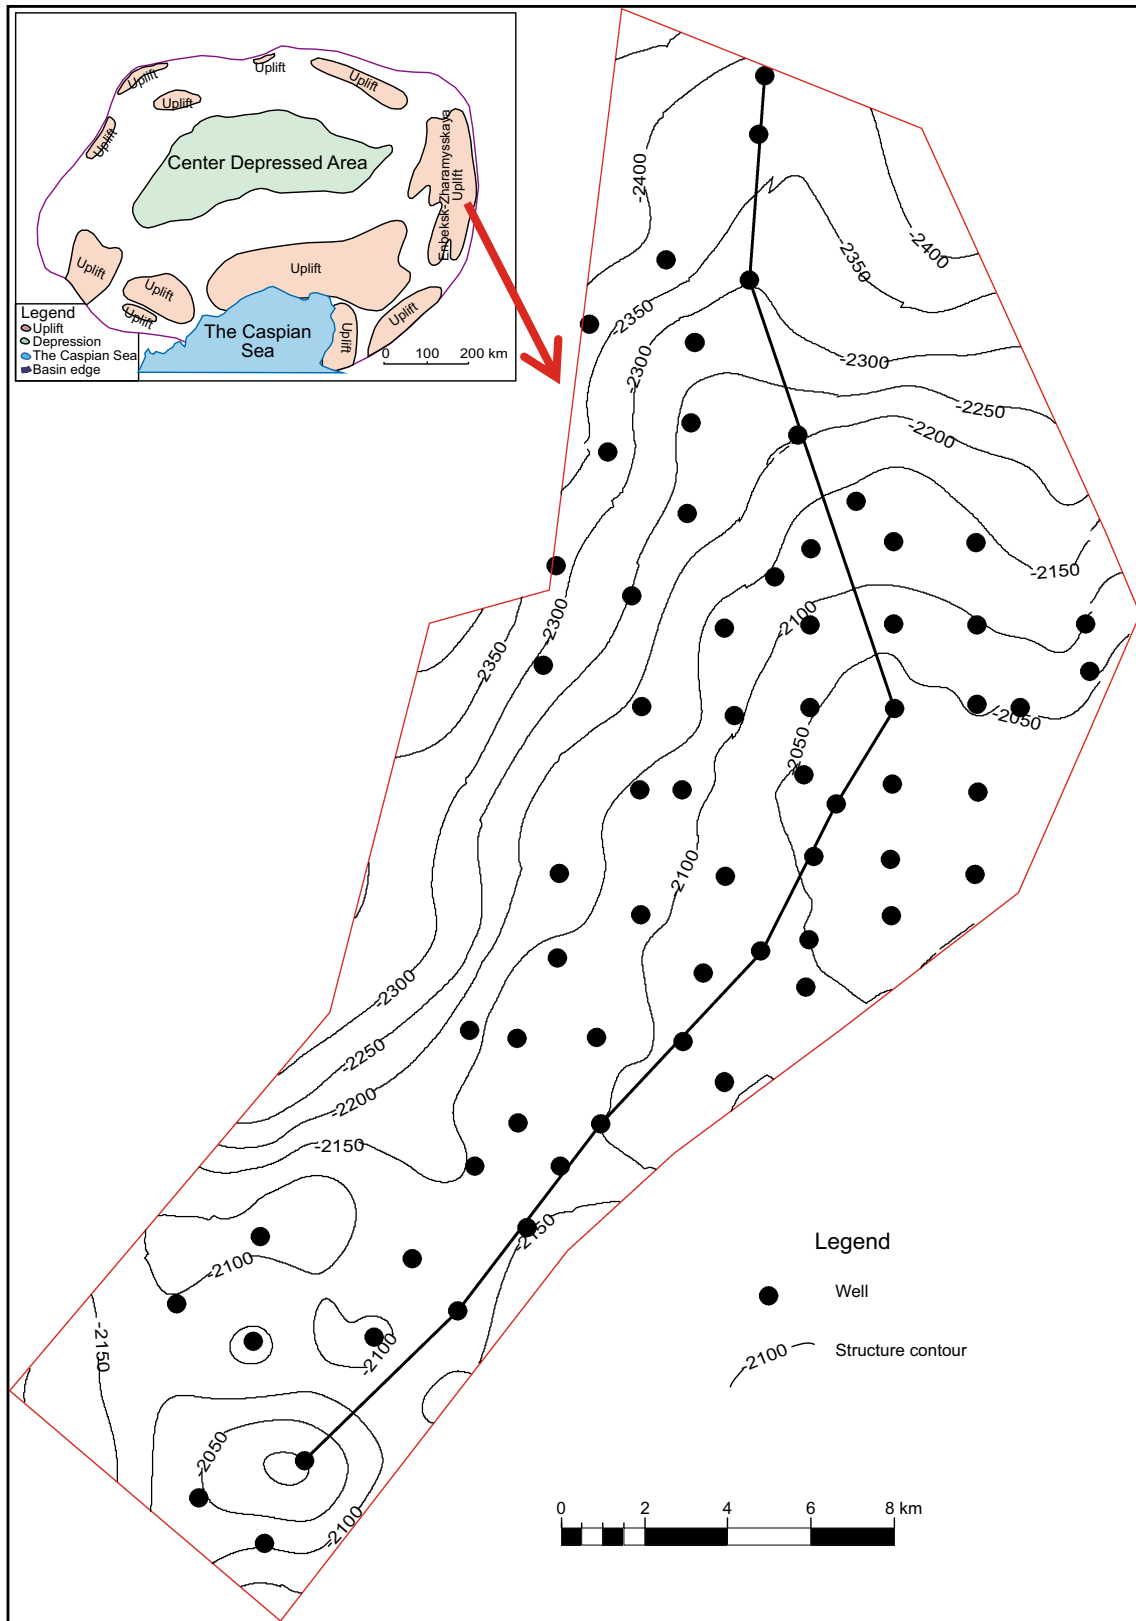 Uplift
Uplift
Uplift
Uplift
Uplift
Center Depressed Area
Enbeksk-Zharamysskaya
Uplift
Uplift
Uplift
Uplift
Uplift
Uplift
Uplift
The Caspian
Sea
Legend
Uplift
Depression
The Caspian Sea
Basin edge
0 100 200 km
-2400
-2400
-2350
-2350
-2300
-2300
-2250
-2200
-2150
-2100
-2300
-2350
-2050
-2050
-2100
-2300
-2250
-2200
-2150
-2150
-2100
-2150
-2100
-2050
-2100
Legend
Well
-2100
Structure contour
0 2 4 6 8 km